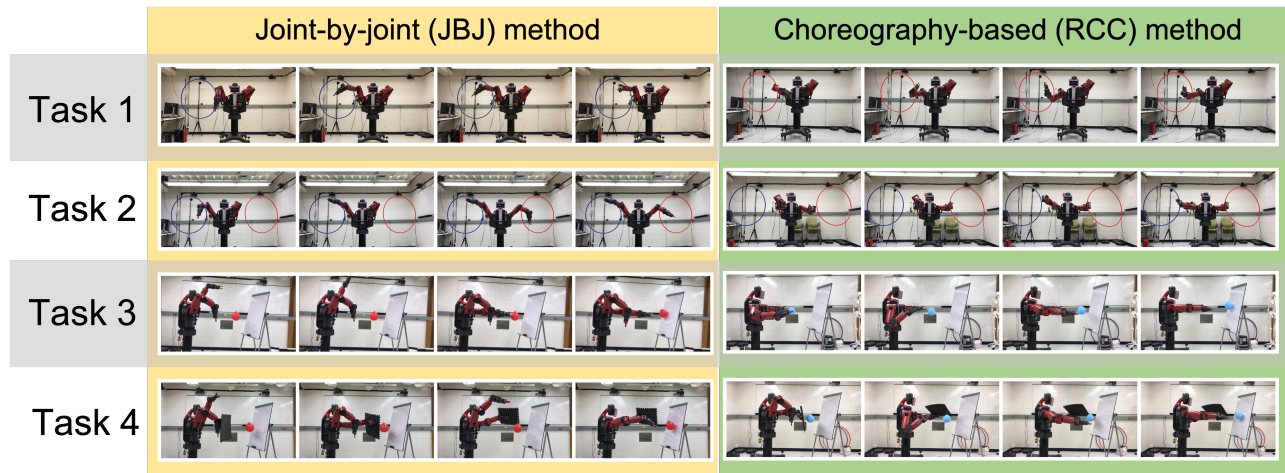 Joint-by-joint (JBJ) method
Choreography-based (RCC) method
Task 1
Task 2
Task 3
Task 4